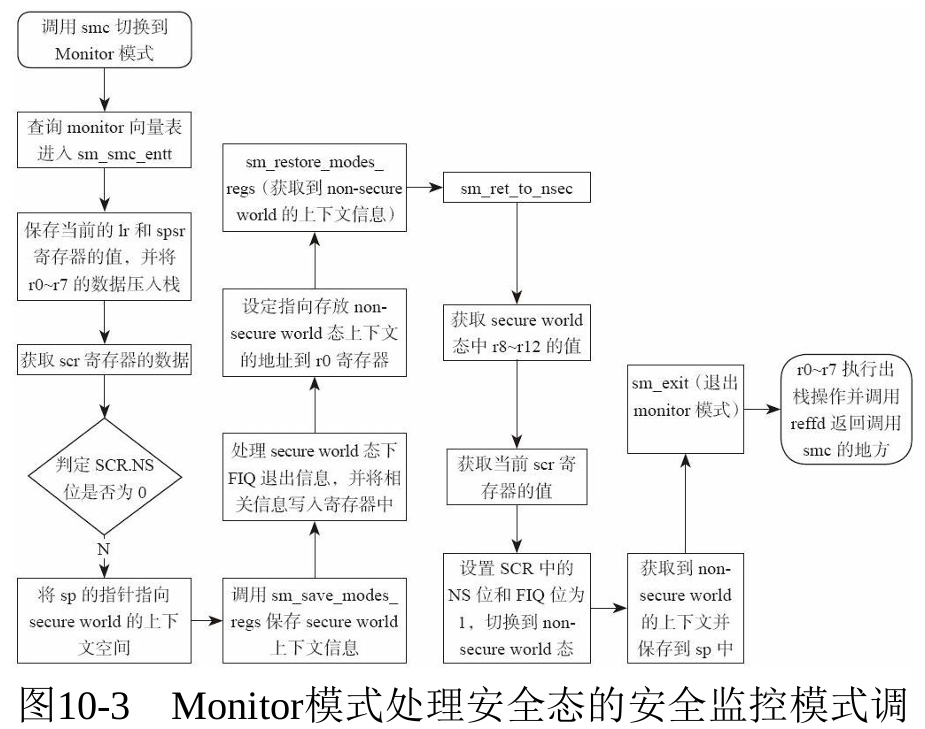 调用 smc 切换到
Monitor 模式
查询 monitor 向量表
进入 sm_smc_entt
保存当前的 lr 和 spsr
寄存器的值，并将
r0~r7 的数据压入栈
获取 scr 寄存器的数据
判定 SCR.NS
位是否为 0
N
将 sp 的指针指向
secure world 的上下
文空间
调用 sm_save_modes_
regs 保存 secure world
上下文信息
处理 secure world 态下
FIQ 退出信息，并将相
关信息写入寄存器中
设定指向存放 non-
secure world 态上下文
的地址到 r0 寄存器
sm_restore_modes_
regs（获取到 non-secure
world 的上下文信息）
sm_ret_to_nsec
获取 secure world
态中 r8~r12 的值
获取当前 scr 寄
存器的值
设置 SCR 中的
NS 位和 FIQ 位为
1，切换到 non-
secure world 态
获取到 non-
secure world
的上下文并
保存到 sp 中
sm_exit（退出
monitor 模式）
r0~r7 执行出
栈操作并调用
reffd 返回调用
smc 的地方
图10-3 Monitor模式处理安全态的安全监控模式调